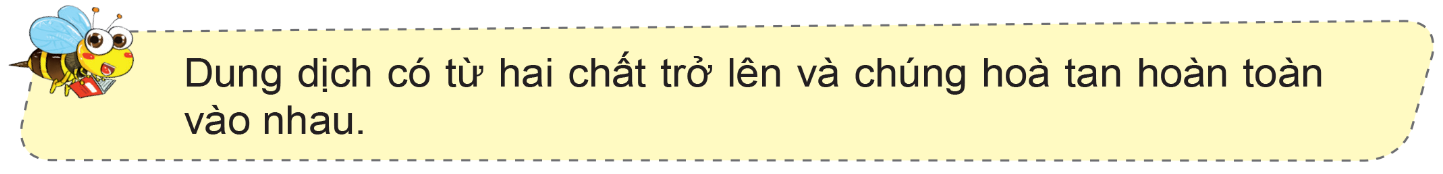 Dung dịch có từ hai chất trở lên và chúng hoà tan hoàn toàn
vào nhau.